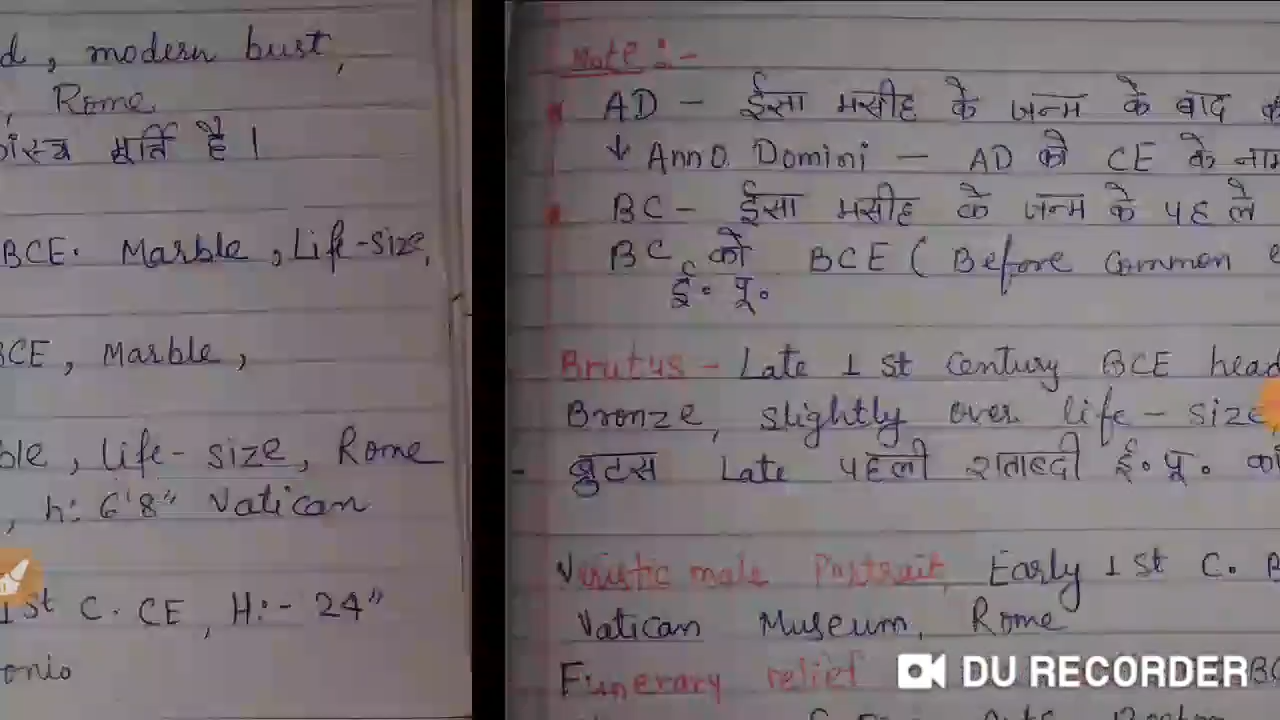 , modern bust,
, Rome
मूर्ति है।
BCE. Marble, Life-size,
BCE, Marble,
ble, life-size, Rome
, h: 6'8" Vatican
1st C. CE, H:- 24"
onio
Note :-
AD - ईसा मसीह के जन्म के बाद
↓ Anno Domini - AD को CE के नाम
BC - ईसा मसीह के जन्म के पहले
BC को BCE ( Before Common e
ई. पू.
Brutus - Late 1st Century BCE head
Bronze, slightly over life-size
- ब्रुटस Late पहली शताब्दी ई. पू. का
Veristic male Portrait, Early 1st C. B
Vatican Museum, Rome
Funerary relief BC
DU RECORDER